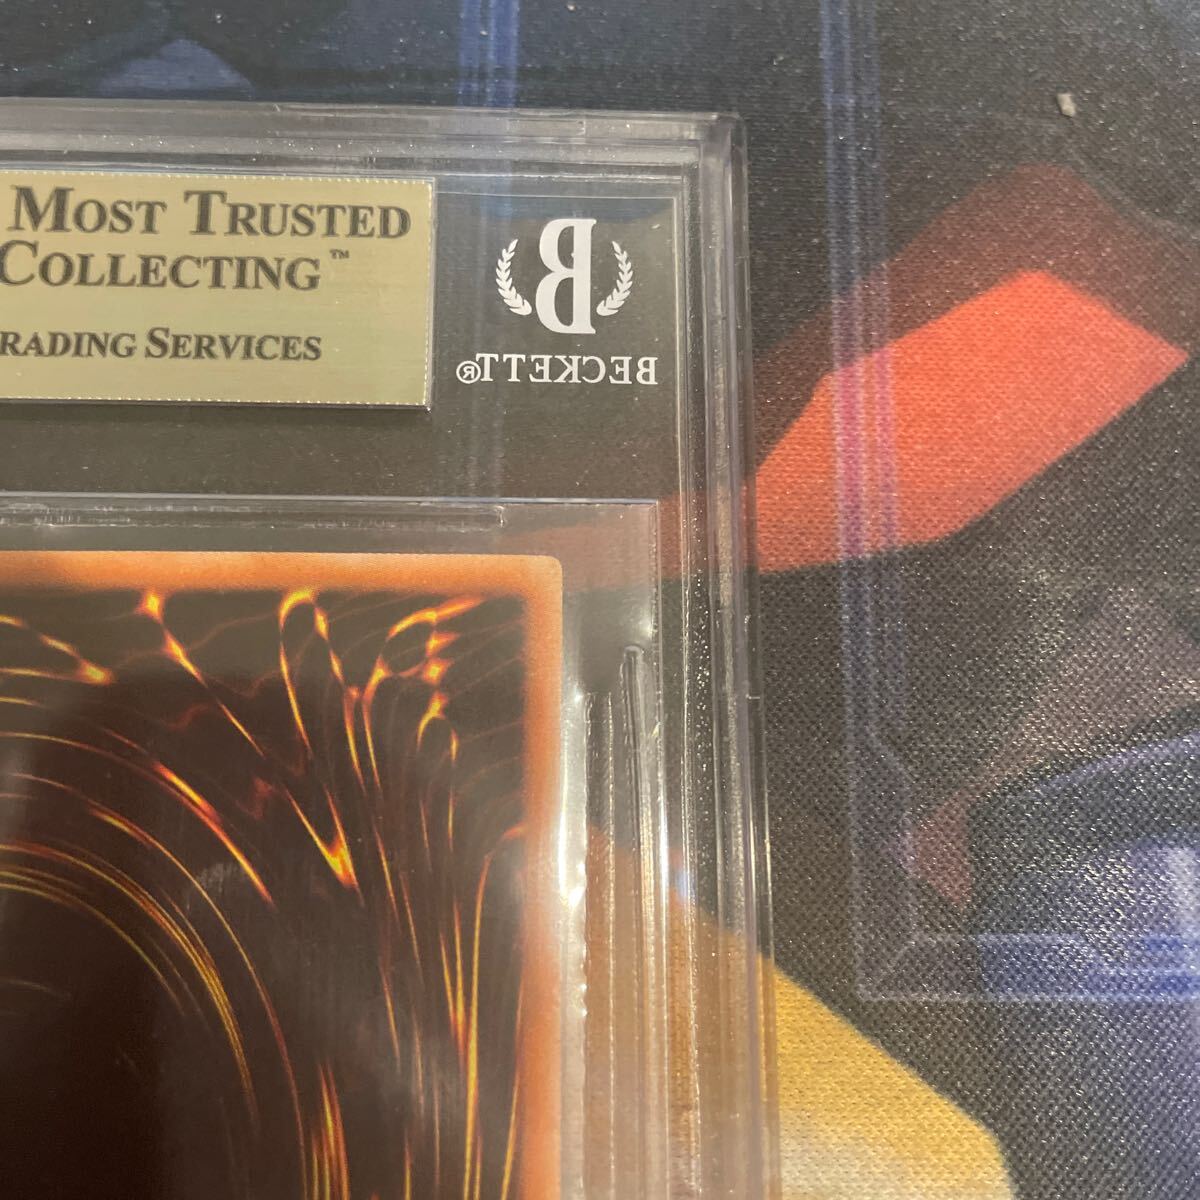 MOST TRUSTED
COLLECTING™
RADING SERVICES
B
BECKETT®